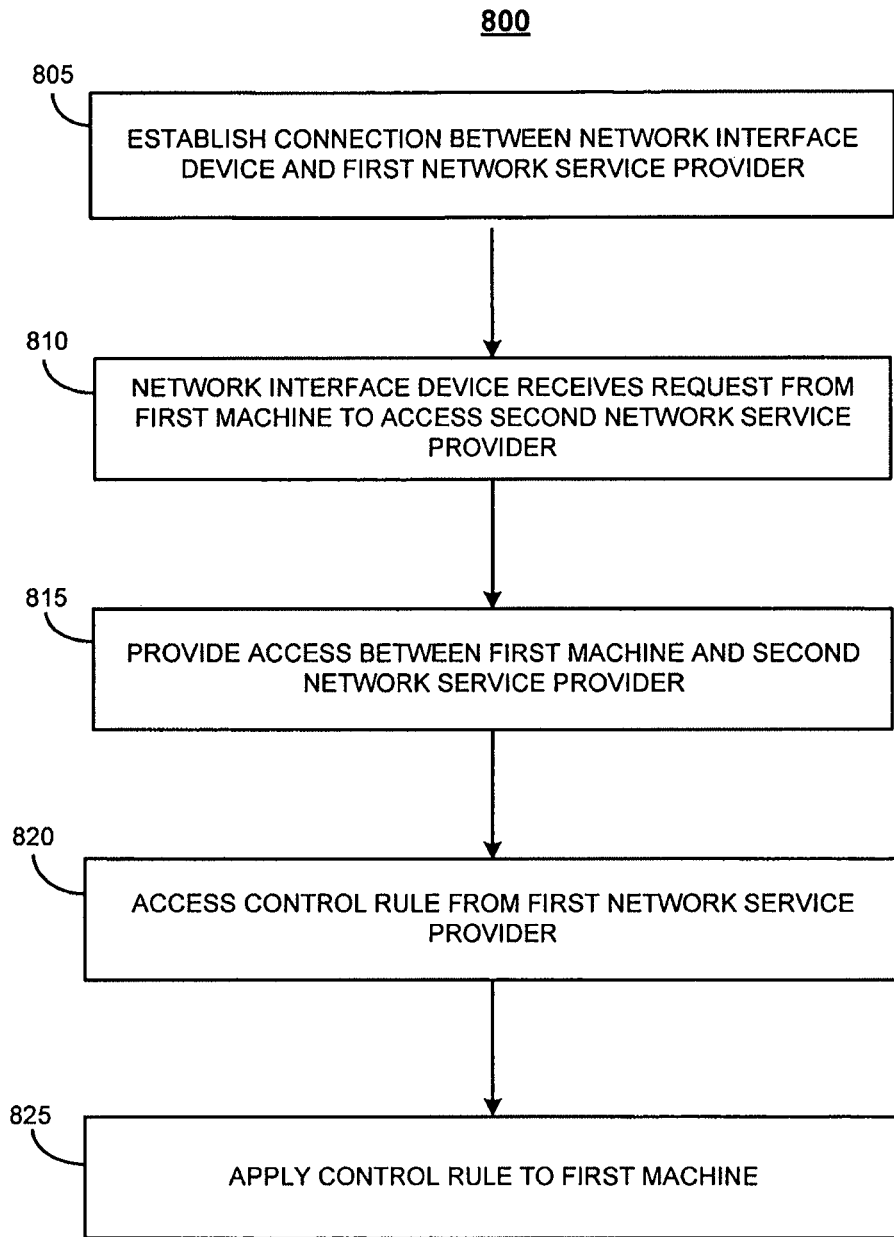 800
805
ESTABLISH CONNECTION BETWEEN NETWORK INTERFACE
DEVICE AND FIRST NETWORK SERVICE PROVIDER
810
NETWORK INTERFACE DEVICE RECEIVES REQUEST FROM
FIRST MACHINE TO ACCESS SECOND NETWORK SERVICE
PROVIDER
815
PROVIDE ACCESS BETWEEN FIRST MACHINE AND SECOND
NETWORK SERVICE PROVIDER
820
ACCESS CONTROL RULE FROM FIRST NETWORK SERVICE
PROVIDER
825
APPLY CONTROL RULE TO FIRST MACHINE